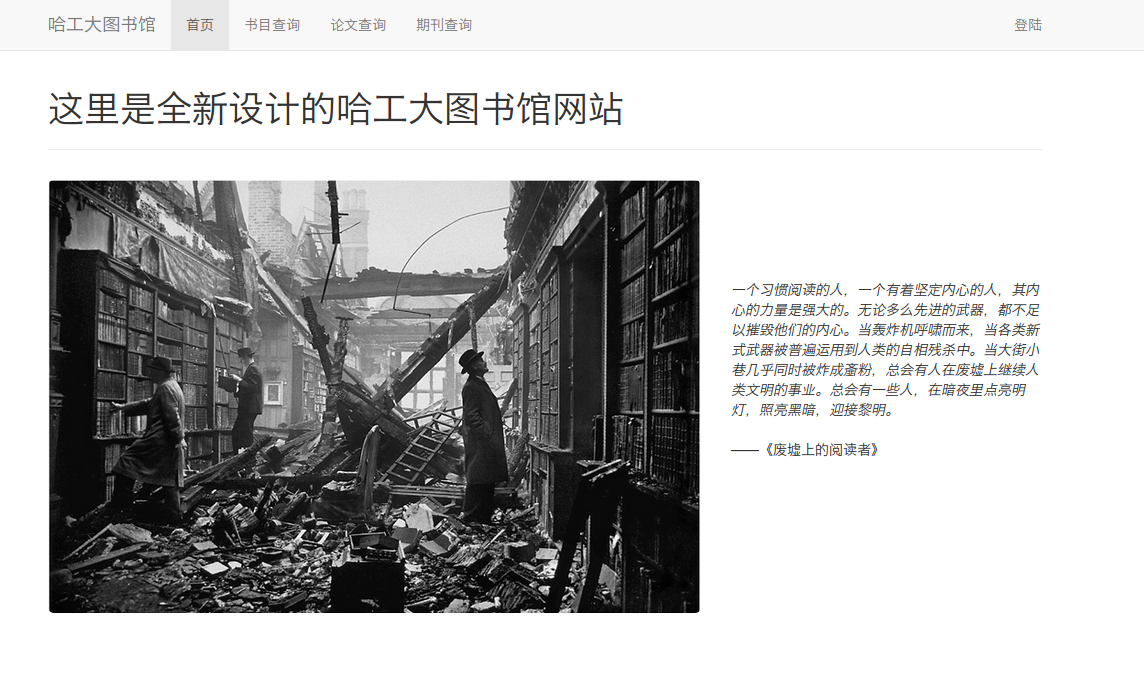 哈工大图书馆 首页 书目查询 论文查询 期刊查询 登陆
这里是全新设计的哈工大图书馆网站
一个习惯阅读的人，一个有着坚定内心的人，其内
心的力量是强大的。无论多么先进的武器，都不足
以摧毁他们的内心。当轰炸机呼啸而来，当各类新
式武器被普遍运用到人类的自相残杀中。当大街小
巷几乎同时被炸成齑粉，总会有人在废墟上继续人
类文明的事业。总会有一些人，在暗夜里点亮明
灯，照亮黑暗，迎接黎明。
——《废墟上的阅读者》